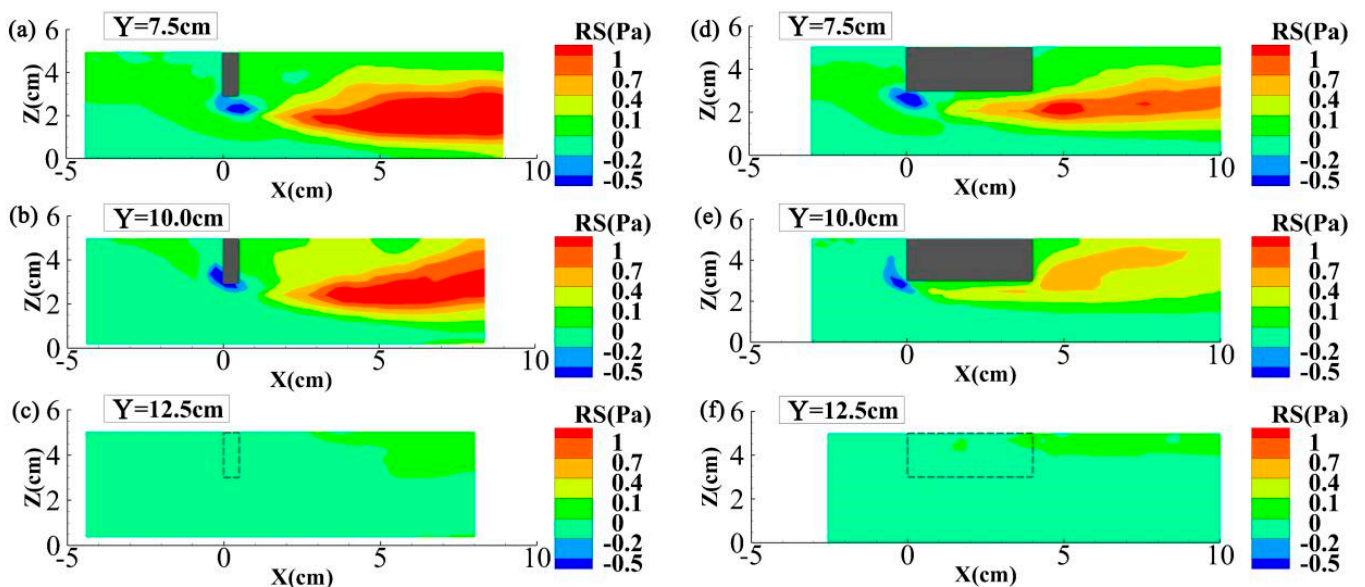 (a) 6 Y=7.5cm RS(Pa)
Z(cm) 4 2 0
-5 0 5 10
X(cm)
1 0.7 0.4 0.1 0 -0.2 -0.5
(d) 6 Y=7.5cm RS(Pa)
Z(cm) 4 2 0
-5 0 5 10
X(cm)
1 0.7 0.4 0.1 0 -0.2 -0.5
(b) 6 Y=10.0cm RS(Pa)
Z(cm) 4 2 0
-5 0 5 10
X(cm)
1 0.7 0.4 0.1 0 -0.2 -0.5
(e) 6 Y=10.0cm RS(Pa)
Z(cm) 4 2 0
-5 0 5 10
X(cm)
1 0.7 0.4 0.1 0 -0.2 -0.5
(c) 6 Y=12.5cm RS(Pa)
Z(cm) 4 2 0
-5 0 5 10
X(cm)
1 0.7 0.4 0.1 0 -0.2 -0.5
(f) 6 Y=12.5cm RS(Pa)
Z(cm) 4 2 0
-5 0 5 10
X(cm)
1 0.7 0.4 0.1 0 -0.2 -0.5